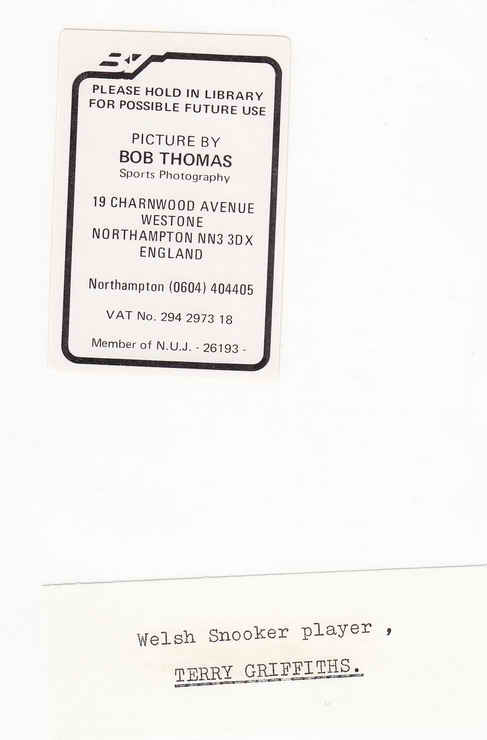 PLEASE HOLD IN LIBRARY
FOR POSSIBLE FUTURE USE
PICTURE BY
BOB THOMAS
Sports Photography
19 CHARNWOOD AVENUE
WESTONE
NORTHAMPTON NN3 3DX
ENGLAND
Northampton (0604) 404405
VAT No. 294 2973 18
Member of N.U.J. - 26193 -
Welsh Snooker player ,
TERRY GRIFFITHS.